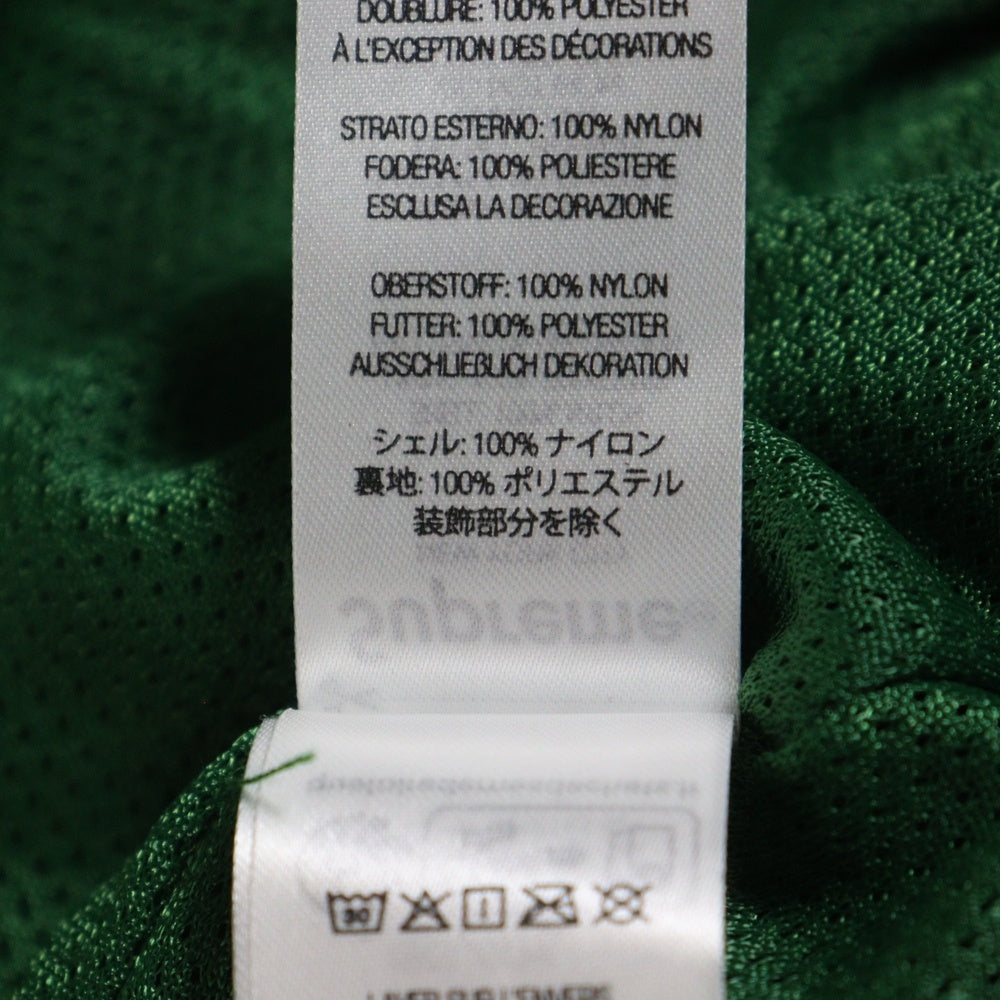 DOUBLURE: 100% POLYESTER
À L'EXCEPTION DES DÉCORATIONS
STRATO ESTERNO: 100% NYLON
FODERA: 100% POLIESTERE
ESCLUSA LA DECORAZIONE
OBERSTOFF: 100% NYLON
FUTTER: 100% POLYESTER
AUSSCHLIEßLICH DEKORATION
シェル: 100% ナイロン
裏地: 100% ポリエステル
装飾部分を除く
Supreme
30